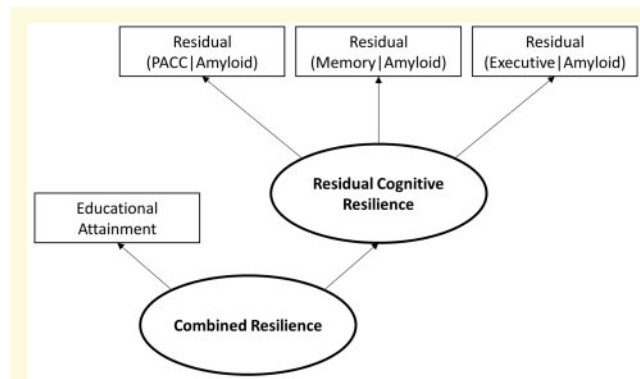 Residual
(PACC|Amyloid)
Residual
(Memory|Amyloid)
Residual
(Executive|Amyloid)
Residual Cognitive
Resilience
Educational
Attainment
Combined Resilience